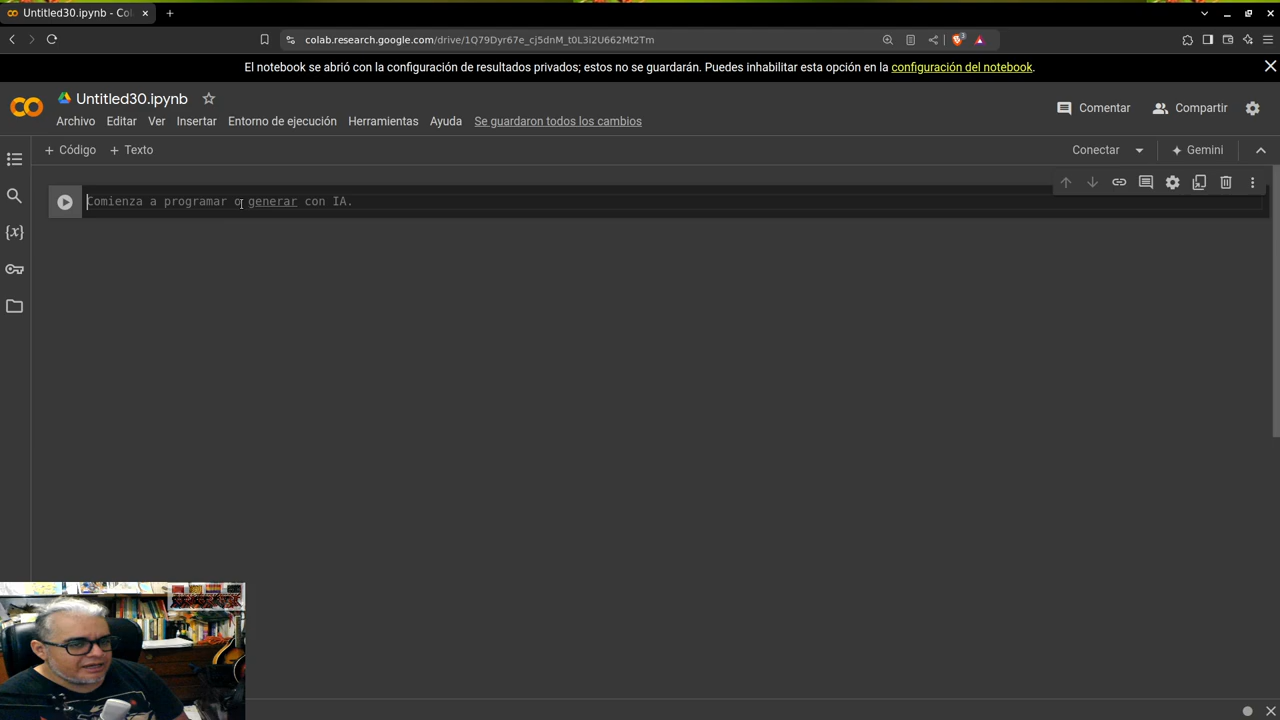 Untitled30.ipynb - Col
colab.research.google.com/drive/1Q79Dyr67e_cj5dnM_t0L3i2U662Mt2Tm
3
El notebook se abrió con la configuración de resultados privados; estos no se guardarán. Puedes inhabilitar esta opción en la configuración del notebook.
Untitled30.ipynb
Comentar
Compartir
Archivo Editar Ver Insertar Entorno de ejecución Herramientas Ayuda Se guardaron todos los cambios
+ Código + Texto
Conectar
Gemini
Comienza a programar o generar con IA.